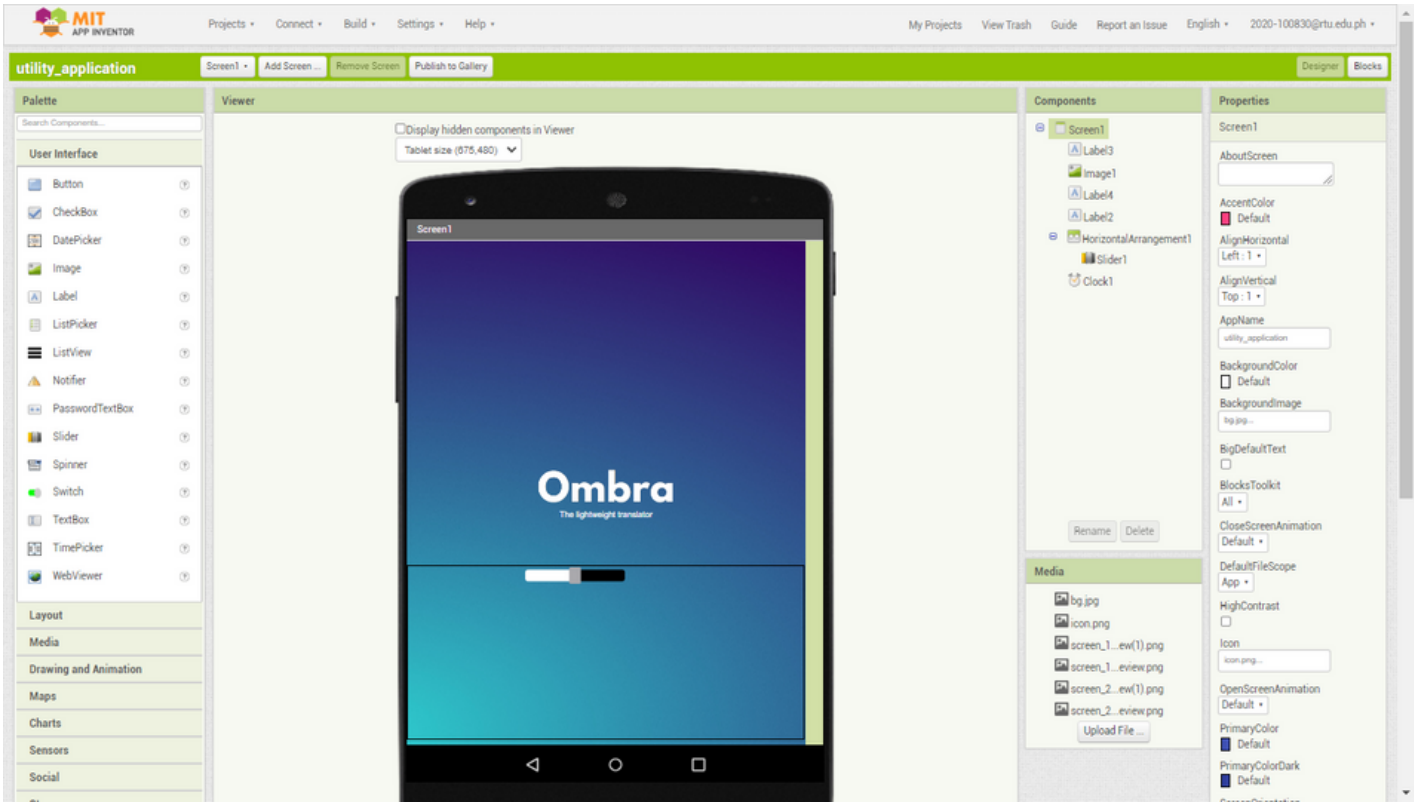 MIT
APP INVENTOR
Projects
Connect
Build
Settings
Help
My Projects
View Trash
Guide
Report an Issue
English
2020-100830@rtu.edu.ph
utility_application
Screen1
Add Screen ...
Remove Screen
Publish to Gallery
Designer
Blocks
Palette
Search Components...
User Interface
Button
CheckBox
DatePicker
Image
Label
ListPicker
ListView
Notifier
PasswordTextBox
Slider
Spinner
Switch
TextBox
TimePicker
WebViewer
Layout
Media
Drawing and Animation
Maps
Charts
Sensors
Social
Viewer
Display hidden components in Viewer
Tablet size (675,480)
Screen1
Ombra
The lightweight translator
Components
Screen1
Label3
Image1
Label4
Label2
HorizontalArrangement1
Slider1
Clock1
Rename
Delete
Media
bg.jpg
icon.png
screen_1...ew(1).png
screen_1...eview.png
screen_2...ew(1).png
screen_2...eview.png
Upload File ...
Properties
Screen1
AboutScreen
AccentColor
Default
AlignHorizontal
Left : 1
AlignVertical
Top : 1
AppName
utility_application
BackgroundColor
Default
BackgroundImage
bg.jpg...
BigDefaultText
BlocksToolkit
All
CloseScreenAnimation
Default
DefaultFileScope
App
HighContrast
Icon
icon.png...
OpenScreenAnimation
Default
PrimaryColor
Default
PrimaryColorDark
Default